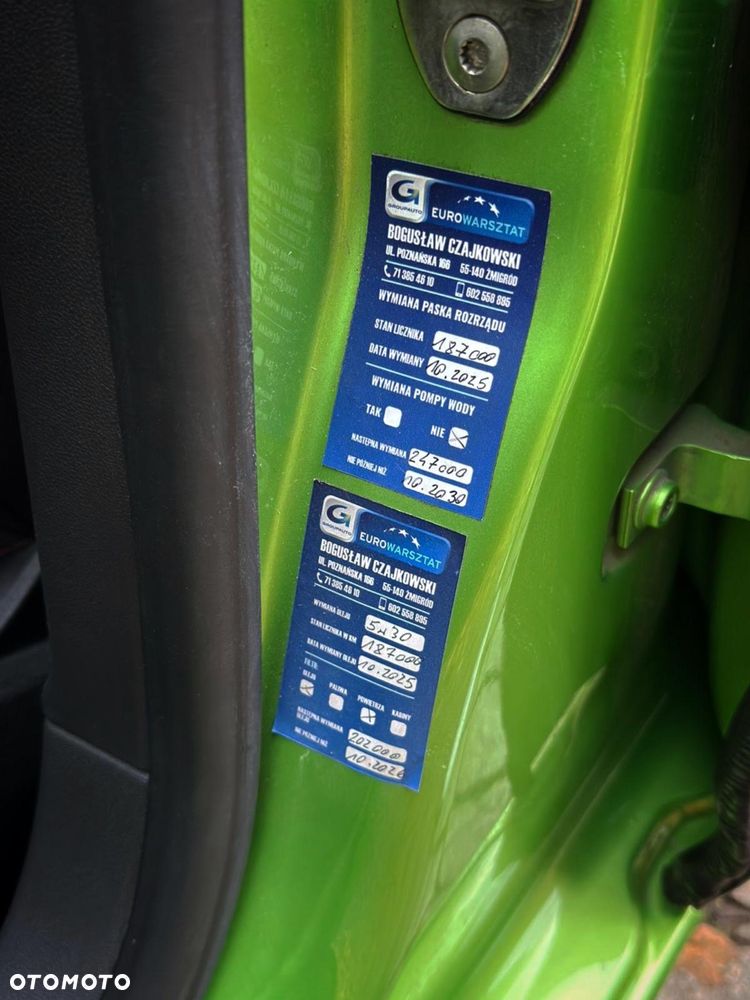 G
GROUPAUTO
EUROWARSZTAT
BOGUSŁAW CZAJKOWSKI
UL. POZNAŃSKA 166 55-140 ŻMIGRÓD
71 385 46 10 602 558 895
WYMIANA PASKA ROZRZĄDU
STAN LICZNIKA 187000
DATA WYMIANY 10.2025
WYMIANA POMPY WODY
TAK NIE
NASTĘPNA WYMIANA 247000
NIE PÓŹNIEJ NIŻ 10.2030
G
GROUPAUTO
EUROWARSZTAT
BOGUSŁAW CZAJKOWSKI
UL. POZNAŃSKA 166 55-140 ŻMIGRÓD
71 385 46 10 602 558 895
WYMIANA OLEJU 5w30
STAN LICZNIKA W KM 187000
DATA WYMIANY OLEJU 10.2025
FILTR:
OLEJU PALIWA POWIETRZA KABINY
NASTĘPNA WYMIANA
OLEJU 202000
NIE PÓŹNIEJ NIŻ 10.2026
OTOMOTO